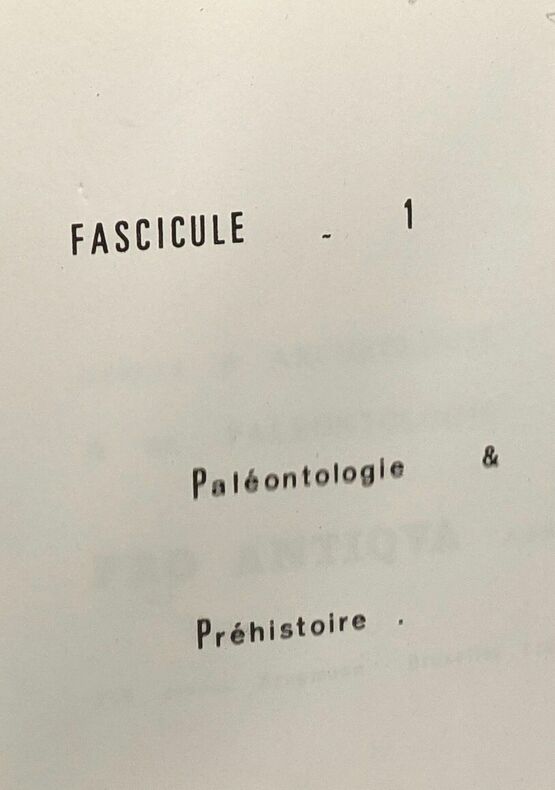 FASCICULE - 1
Paléontologie &
Préhistoire .